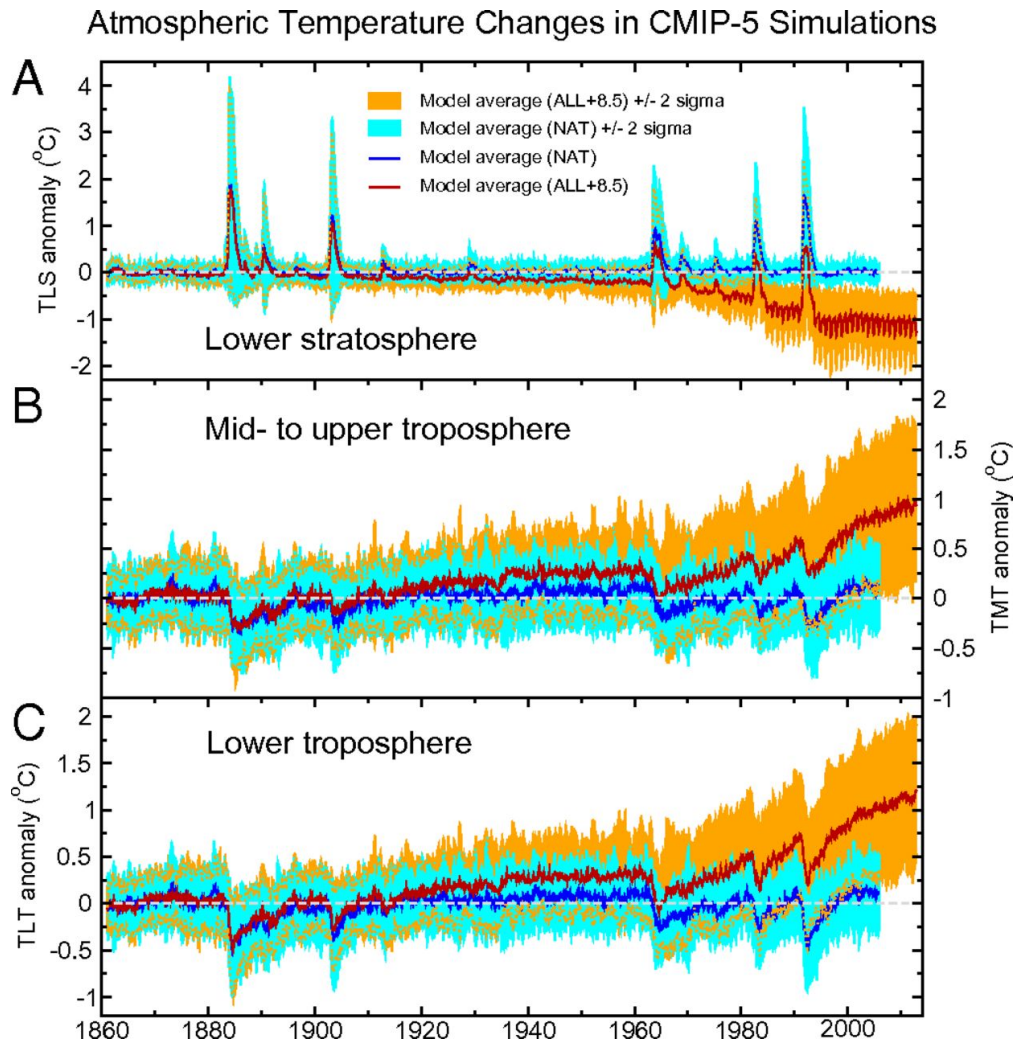 Atmospheric Temperature Changes in CMIP-5 Simulations
A
4
3
2
1
0
-1
-2
TLS anomaly (°C)
Model average (ALL+8.5) +/- 2 sigma
Model average (NAT) +/- 2 sigma
Model average (NAT)
Model average (ALL+8.5)
Lower stratosphere
B
Mid- to upper troposphere
2
1.5
1
0.5
0
-0.5
-1
TMT anomaly (°C)
C
Lower troposphere
2
1.5
1
0.5
0
-0.5
-1
TLT anomaly (°C)
1860 1880 1900 1920 1940 1960 1980 2000